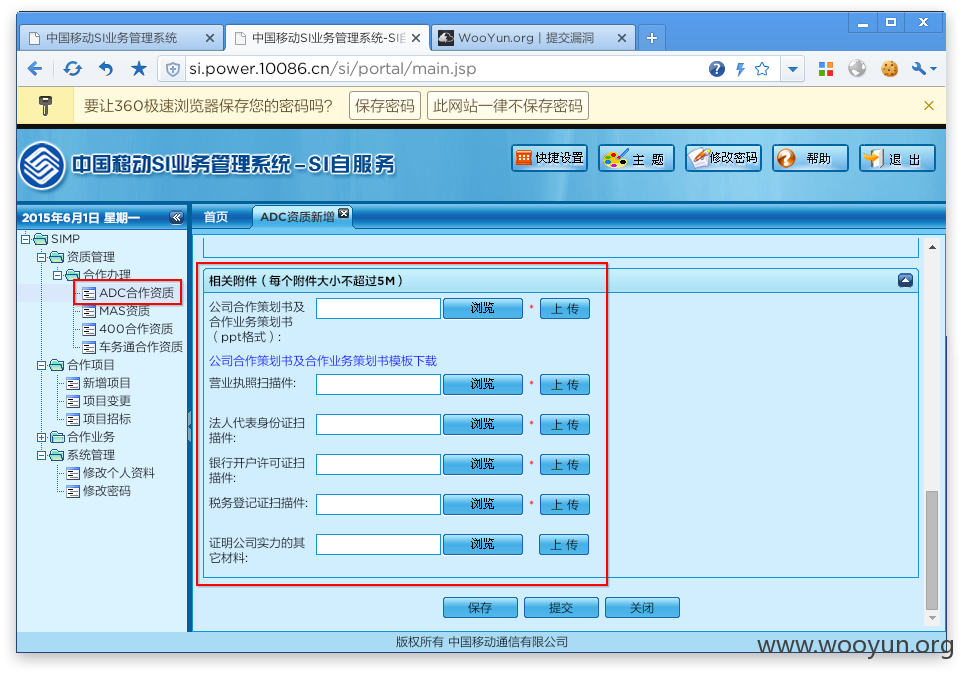 中国移动SI业务管理系统
中国移动SI业务管理系统-SI自
WooYun.org | 提交漏洞
si.power.10086.cn/si/portal/main.jsp
要让360极速浏览器保存您的密码吗?
保存密码
此网站一律不保存密码
中国移动SI业务管理系统-SI自服务
快捷设置
主 题
修改密码
帮助
退 出
2015年6月1日 星期一
首页
ADC资质新增
SIMP
资质管理
合作办理
ADC合作资质
MAS资质
400合作资质
车务通合作资质
合作项目
新增项目
项目变更
项目招标
合作业务
系统管理
修改个人资料
修改密码
相关附件（每个附件大小不超过5M）
公司合作策划书及
合作业务策划书
（ppt格式）:
浏览
*
上 传
公司合作策划书及合作业务策划书模板下载
营业执照扫描件:
浏览
*
上 传
法人代表身份证扫
描件:
浏览
*
上 传
银行开户许可证扫
描件:
浏览
*
上 传
税务登记证扫描件:
浏览
*
上 传
证明公司实力的其
它材料:
浏览
上 传
保存
提交
关闭
版权所有 中国移动通信有限公司
www.wooyun.org